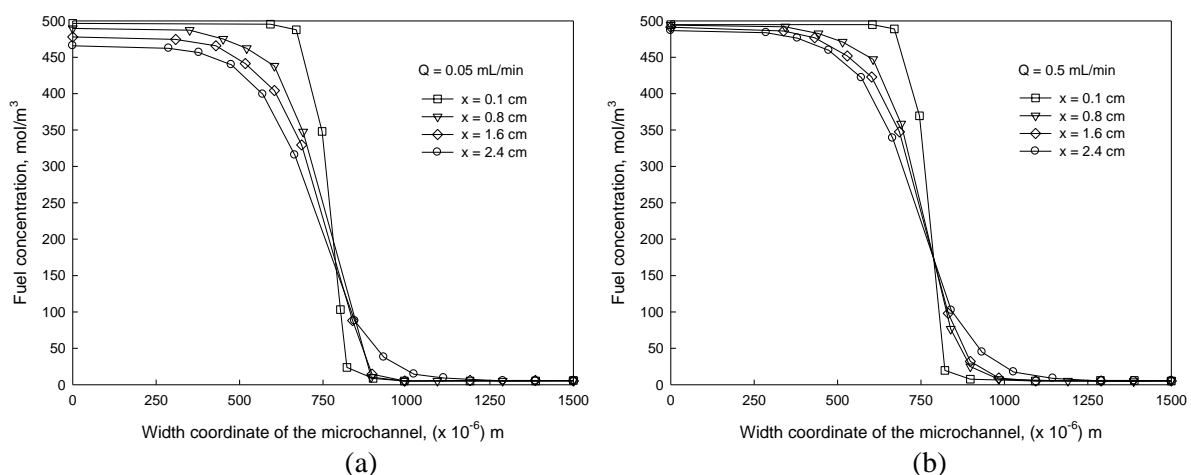 500
450
400
350
300
250
200
150
100
50
0
Fuel concentration, mol/m³
Q = 0.05 mL/min
x = 0.1 cm
x = 0.8 cm
x = 1.6 cm
x = 2.4 cm
0 250 500 750 1000 1250 1500
Width coordinate of the microchannel, (x 10⁻⁶) m
(a)
500
450
400
350
300
250
200
150
100
50
0
Fuel concentration, mol/m³
Q = 0.5 mL/min
x = 0.1 cm
x = 0.8 cm
x = 1.6 cm
x = 2.4 cm
0 250 500 750 1000 1250 1500
Width coordinate of the microchannel, (x 10⁻⁶) m
(b)